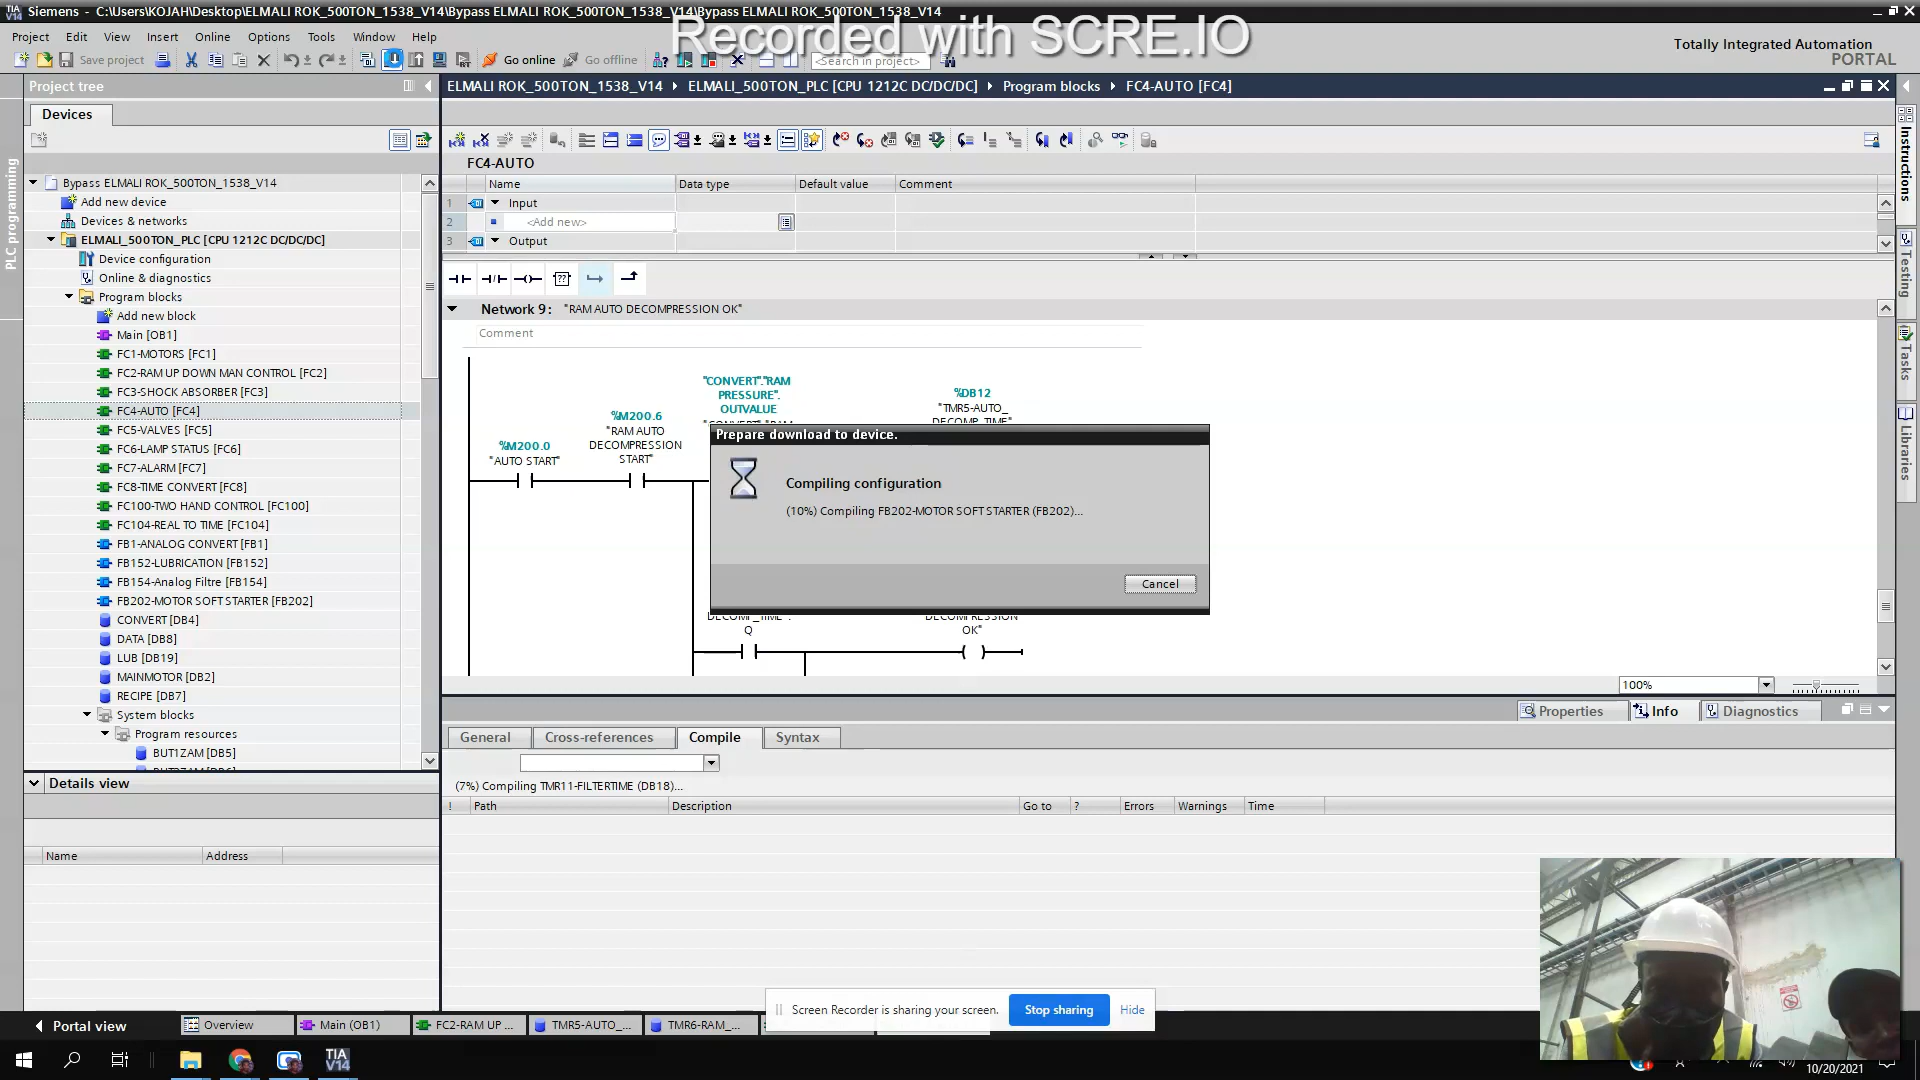 Siemens - C:\Users\KOJAH\Desktop\ELMALI ROK_500TON_1538_V14\Bypass ELMALI ROK_500TON_1538_V14\Bypass ELMALI ROK_500TON_1538_V14
Recorded with SCRE.IO
Project Edit View Insert Online Options Tools Window Help
Totally Integrated Automation
PORTAL
Save project
Go online
Go offline
<Search in project>
Project tree
ELMALI ROK_500TON_1538_V14 ELMALI_500TON_PLC [CPU 1212C DC/DC/DC] Program blocks FC4-AUTO [FC4]
Devices
PLC programming
Bypass ELMALI ROK_500TON_1538_V14
Add new device
Devices & networks
ELMALI_500TON_PLC [CPU 1212C DC/DC/DC]
Device configuration
Online & diagnostics
Program blocks
Add new block
Main [OB1]
FC1-MOTORS [FC1]
FC2-RAM UP DOWN MAN CONTROL [FC2]
FC3-SHOCK ABSORBER [FC3]
FC4-AUTO [FC4]
FC5-VALVES [FC5]
FC6-LAMP STATUS [FC6]
FC7-ALARM [FC7]
FC8-TIME CONVERT [FC8]
FC100-TWO HAND CONTROL [FC100]
FC104-REAL TO TIME [FC104]
FB1-ANALOG CONVERT [FB1]
FB152-LUBRICATION [FB152]
FB154-Analog Filtre [FB154]
FB202-MOTOR SOFT STARTER [FB202]
CONVERT [DB4]
DATA [DB8]
LUB [DB19]
MAINMOTOR [DB2]
RECIPE [DB7]
System blocks
Program resources
BUT1ZAM [DB5]
Details view
Name Address
FC4-AUTO
Name Data type Default value Comment
1 Input
2 <Add new>
3 Output
Network 9: "RAM AUTO DECOMPRESSION OK"
Comment
%M200.0
"AUTO START"
%M200.6
"RAM AUTO
DECOMPRESSION
START"
"CONVERT"."RAM
PRESSURE".
OUTVALUE
%DB12
"TMR5-AUTO_
DECOMP_TIME"
Prepare download to device.
Compiling configuration
(10%) Compiling FB202-MOTOR SOFT STARTER (FB202)...
Cancel
DECOMP_TIME".
Q
DECOMPRESSION
OK"
100%
Properties Info Diagnostics
General Cross-references Compile Syntax
(7%) Compiling TMR11-FILTERTIME (DB18)...
! Path Description Go to ? Errors Warnings Time
Instructions
Testing
Tasks
Libraries
Screen Recorder is sharing your screen.
Stop sharing
Hide
Portal view
Overview
Main (OB1)
FC2-RAM UP ...
TMR5-AUTO_...
TMR6-RAM_...
TIA
V14
10/20/2021